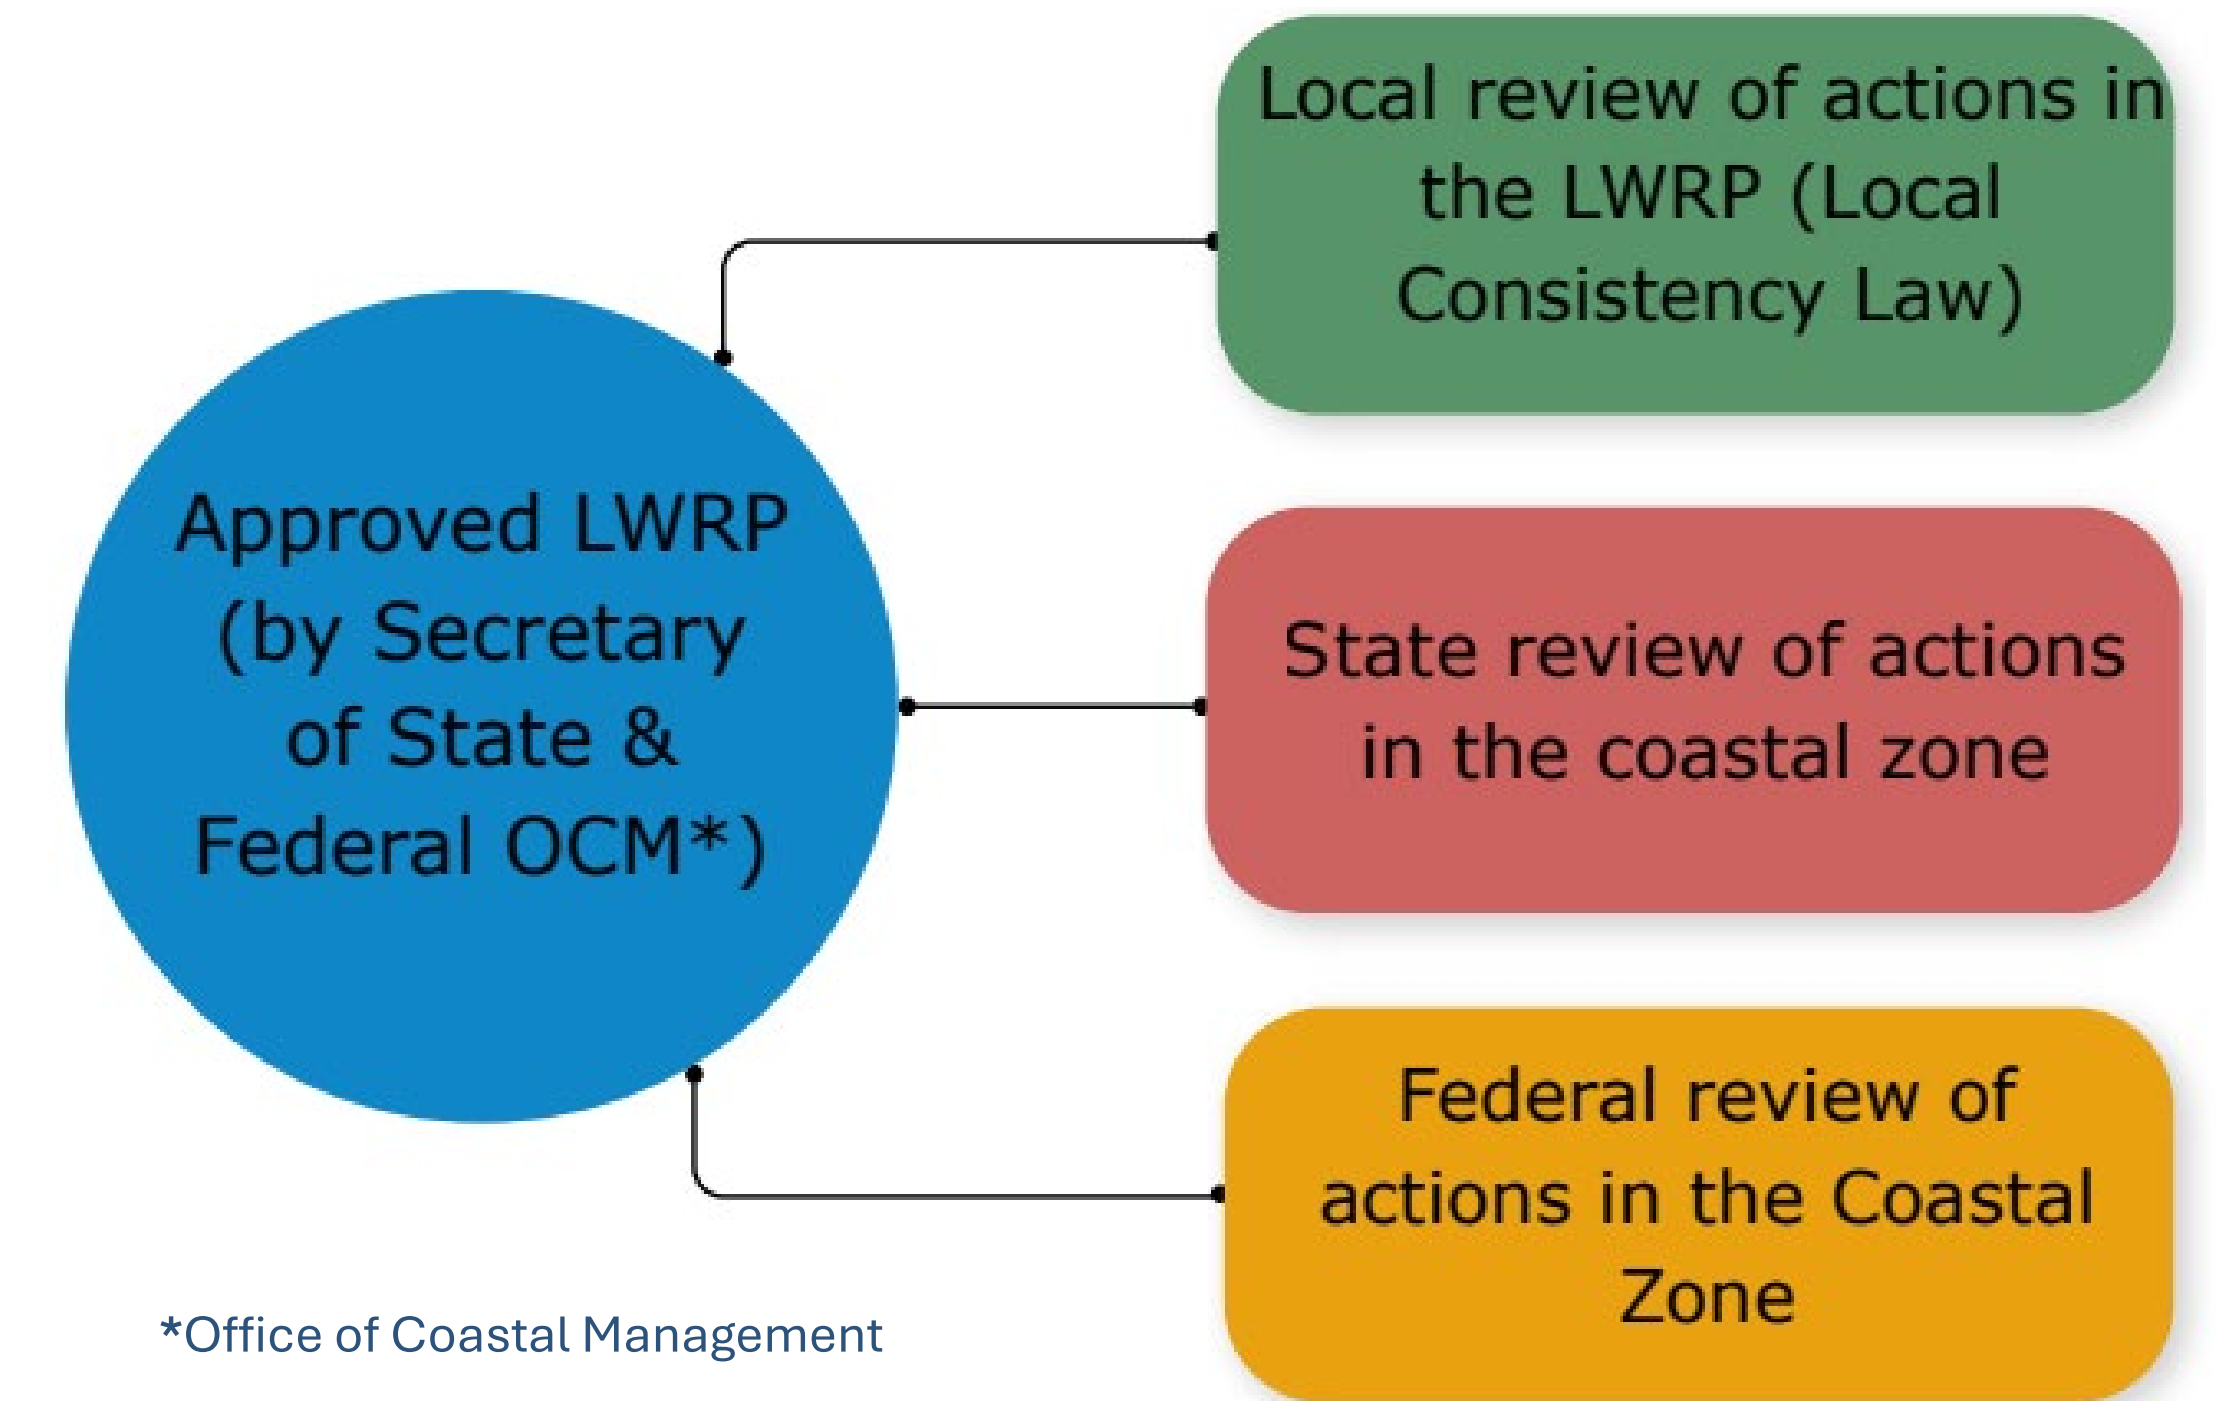 Approved LWRP
(by Secretary
of State &
Federal OCM*)
Local review of actions in
the LWRP (Local
Consistency Law)
State review of actions
in the coastal zone
Federal review of
actions in the Coastal
Zone
*Office of Coastal Management